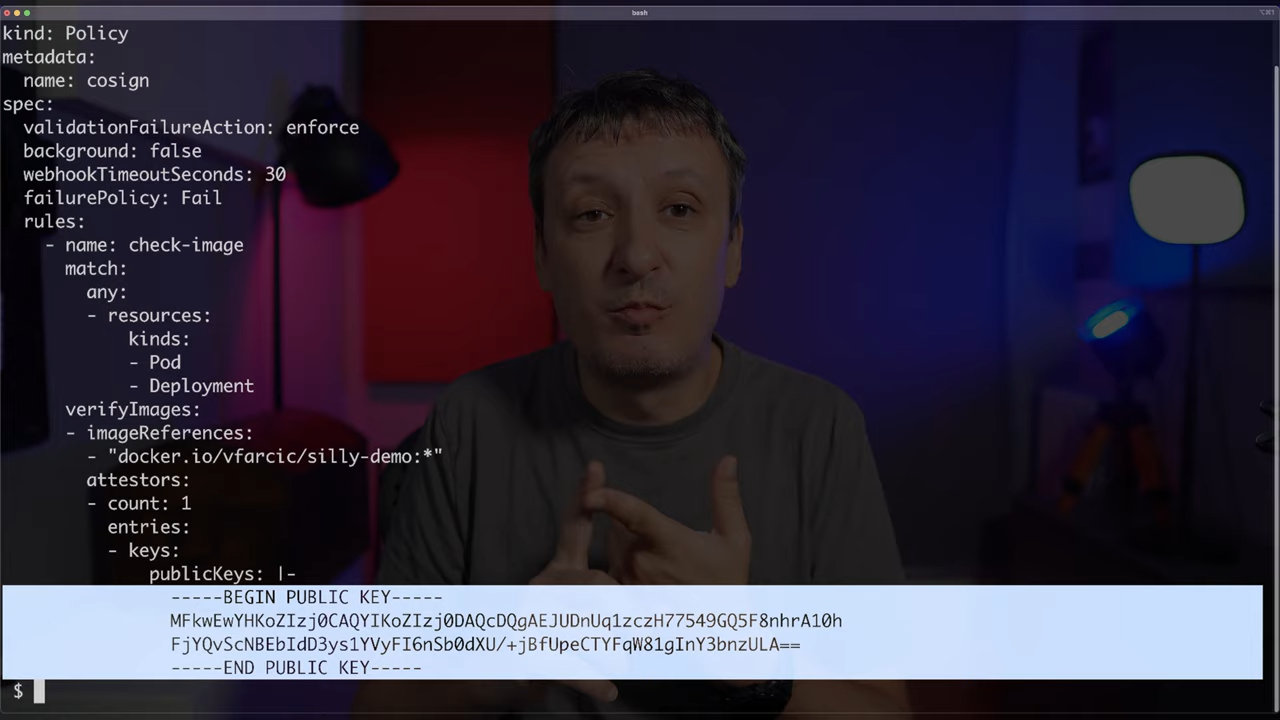 bash
⌥⌘1
kind: Policy
metadata:
  name: cosign
spec:
  validationFailureAction: enforce
  background: false
  webhookTimeoutSeconds: 30
  failurePolicy: Fail
  rules:
    - name: check-image
      match:
        any:
        - resources:
            kinds:
            - Pod
            - Deployment
      verifyImages:
      - imageReferences:
        - "docker.io/vfarcic/silly-demo:*"
        attestors:
        - count: 1
          entries:
          - keys:
              publicKeys: |-
                -----BEGIN PUBLIC KEY-----
                MFkwEwYHKoZIzj0CAQYIKoZIzj0DAQcDQgAEJUDnUq1zczH77549GQ5F8nhrA10h
                FjYQvScNBEbIdD3ys1YVyFI6nSb0dXU/+jBfUpeCTYFqW81gInY3bnzULA==
                -----END PUBLIC KEY-----
$